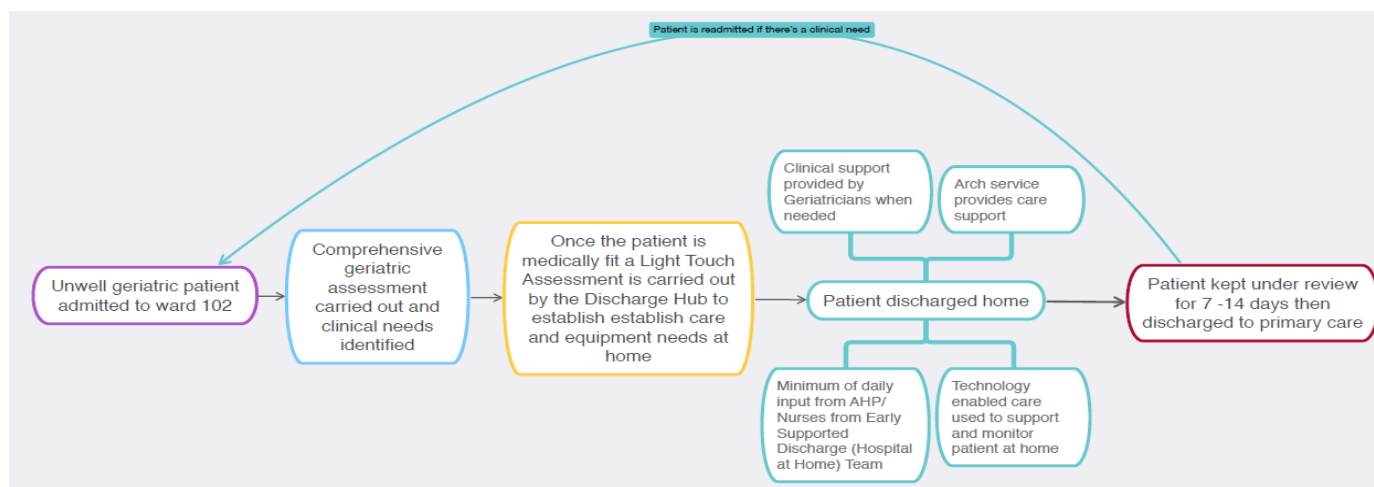 Patient is readmitted if there's a clinical need
Clinical support
provided by
Geriatricians when
needed
Arch service
provides care
support
Unwell geriatric patient
admitted to ward 102
Comprehensive
geriatric
assessment
carried out and
clinical needs
identified
Once the patient is
medically fit a Light Touch
Assessment is carried out
by the Discharge Hub to
establish establish care
and equipment needs at
home
Patient discharged home
Patient kept under review
for 7 -14 days then
discharged to primary care
Minimum of daily
input from AHP/
Nurses from Early
Supported
Discharge (Hospital
at Home) Team
Technology
enabled care
used to support
and monitor
patient at home